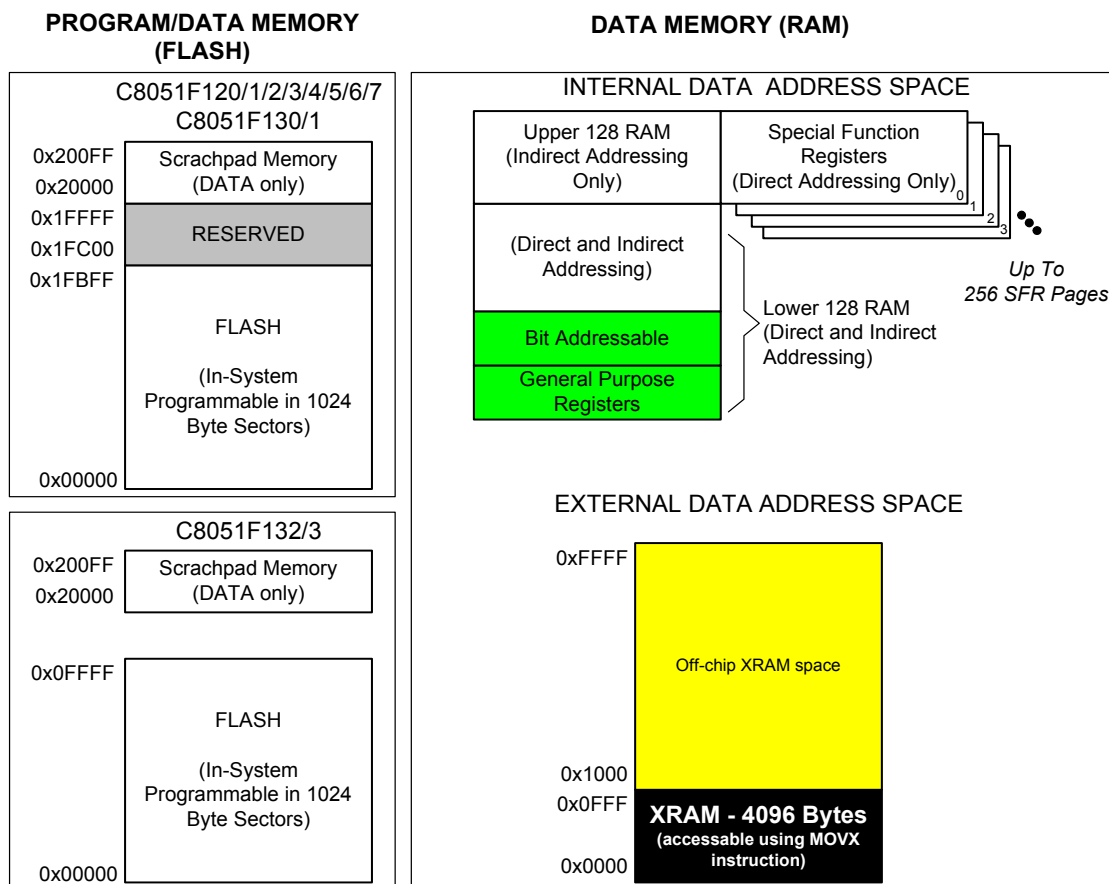 PROGRAM/DATA MEMORY
(FLASH)
C8051F120/1/2/3/4/5/6/7
C8051F130/1
0x200FF
0x20000
Scrachpad Memory
(DATA only)
0x1FFFF
0x1FC00
RESERVED
0x1FBFF
FLASH
(In-System
Programmable in 1024
Byte Sectors)
0x00000
C8051F132/3
0x200FF
0x20000
Scrachpad Memory
(DATA only)
0x0FFFF
FLASH
(In-System
Programmable in 1024
Byte Sectors)
0x00000
DATA MEMORY (RAM)
INTERNAL DATA ADDRESS SPACE
Upper 128 RAM
(Indirect Addressing
Only)
Special Function
Registers
(Direct Addressing Only)
0
1
2
3
Up To
256 SFR Pages
(Direct and Indirect
Addressing)
Bit Addressable
General Purpose
Registers
Lower 128 RAM
(Direct and Indirect
Addressing)
EXTERNAL DATA ADDRESS SPACE
0xFFFF
Off-chip XRAM space
0x1000
0x0FFF
XRAM - 4096 Bytes
(accessable using MOVX
instruction)
0x0000